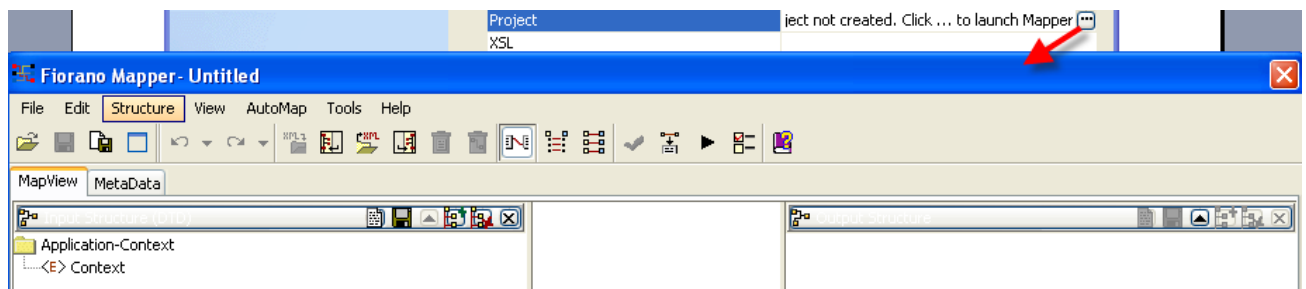 Project
ject not created. Click ... to launch Mapper
XSL
Fiorano Mapper- Untitled
File Edit Structure View AutoMap Tools Help
MapView MetaData
Input Structure (DTD)
Output Structure
Application-Context
<E> Context